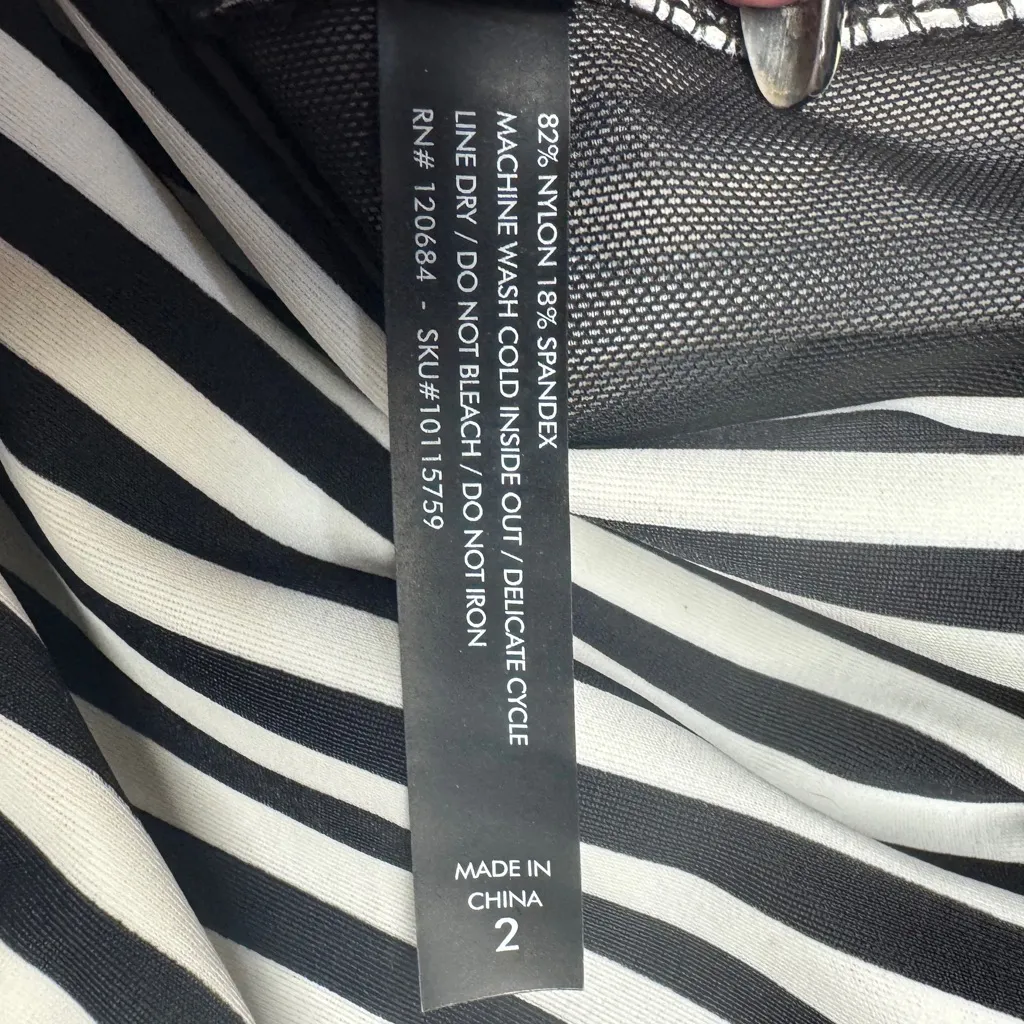 82% NYLON 18% SPANDEX
MACHINE WASH COLD INSIDE OUT / DELICATE CYCLE
LINE DRY / DO NOT BLEACH / DO NOT IRON
RN# 120684 - SKU#10115759
MADE IN
CHINA
2